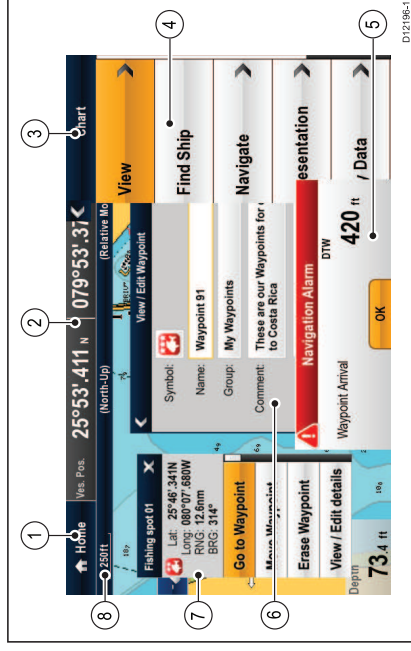 1
2
3
4
5
6
7
8
Home
Ves. Pos.
25°53'.411 N
079°53'.37
Chart
250ft
(North-Up)
(Relative Mo
Fishing spot 01
X
Lat: 25°46'.341N
Long: 080°07'.680W
RNG: 12.6nm
BRG: 314°
Go to Waypoint
Move Waypoint
Erase Waypoint
View / Edit details
Depth
73.4 ft
View / Edit Waypoint
Symbol:
Name:
Waypoint 91
Group:
My Waypoints
Comment:
These are our Waypoints for
to Costa Rica
Navigation Alarm
Waypoint Arrival
DTW
420 ft
OK
View
Find Ship
Navigate
esentation
/ Data
D12196-1